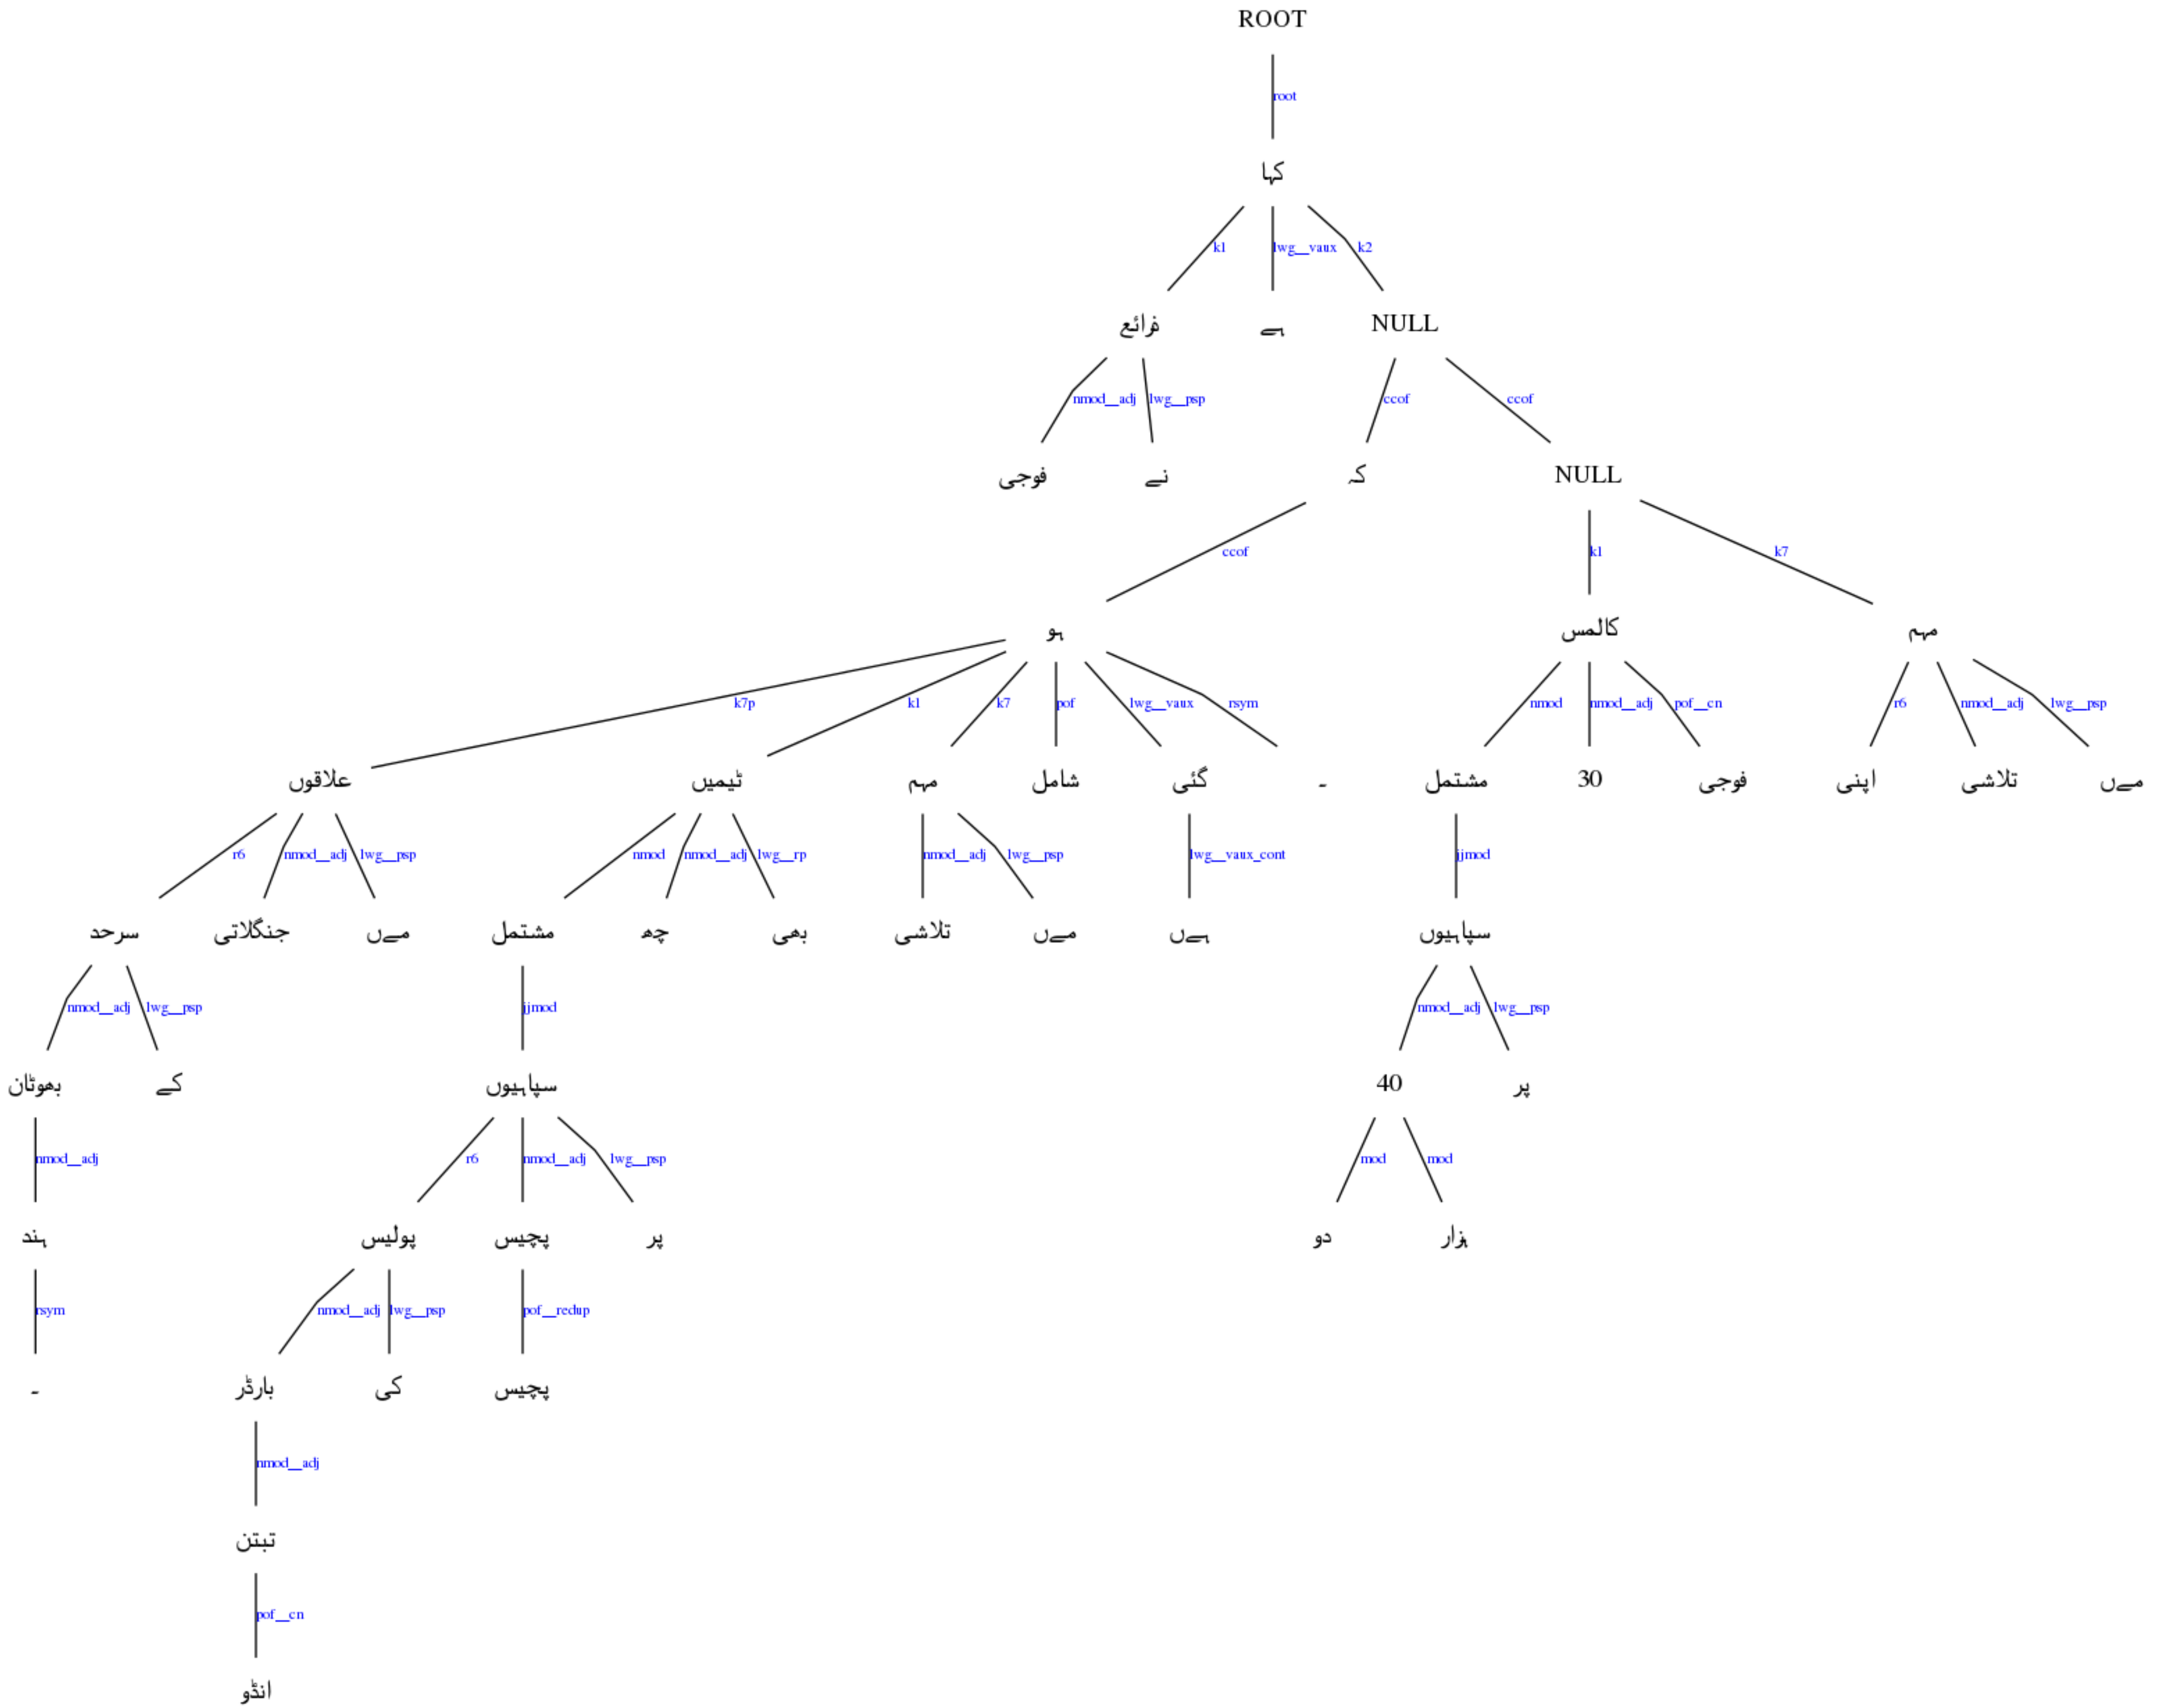 ROOT
root
کہا
k1 lwg__vaux k2
ذرائع ہے NULL
nmod__adj lwg__psp ccof ccof
فوجی نے کہ NULL
ccof k1 k7
ہو کالمس مہم
k7p k1 k7 pof lwg__vaux rsym nmod nmod__adj pof__cn r6 nmod__adj lwg__psp
علاقوں ٹیمیں مہم شامل گئی ۔ مشتمل 30 فوجی اپنی تلاشی مےں
r6 nmod__adj lwg__psp nmod nmod__adj lwg__rp nmod__adj lwg__psp lwg__vaux_cont jjmod
سرحد جنگلاتی مےں مشتمل چھ بھی تلاشی مےں ہےں سپاہیوں
nmod__adj lwg__psp jjmod nmod__adj lwg__psp
بھوٹان کے سپاہیوں 40 پر
nmod__adj r6 nmod__adj lwg__psp mod mod
ہند پولیس پچیس پر دو ہزار
rsym nmod__adj lwg__psp pof__redup
۔ بارڈر کی پچیس
nmod__adj
تبتن
pof__cn
انڈو